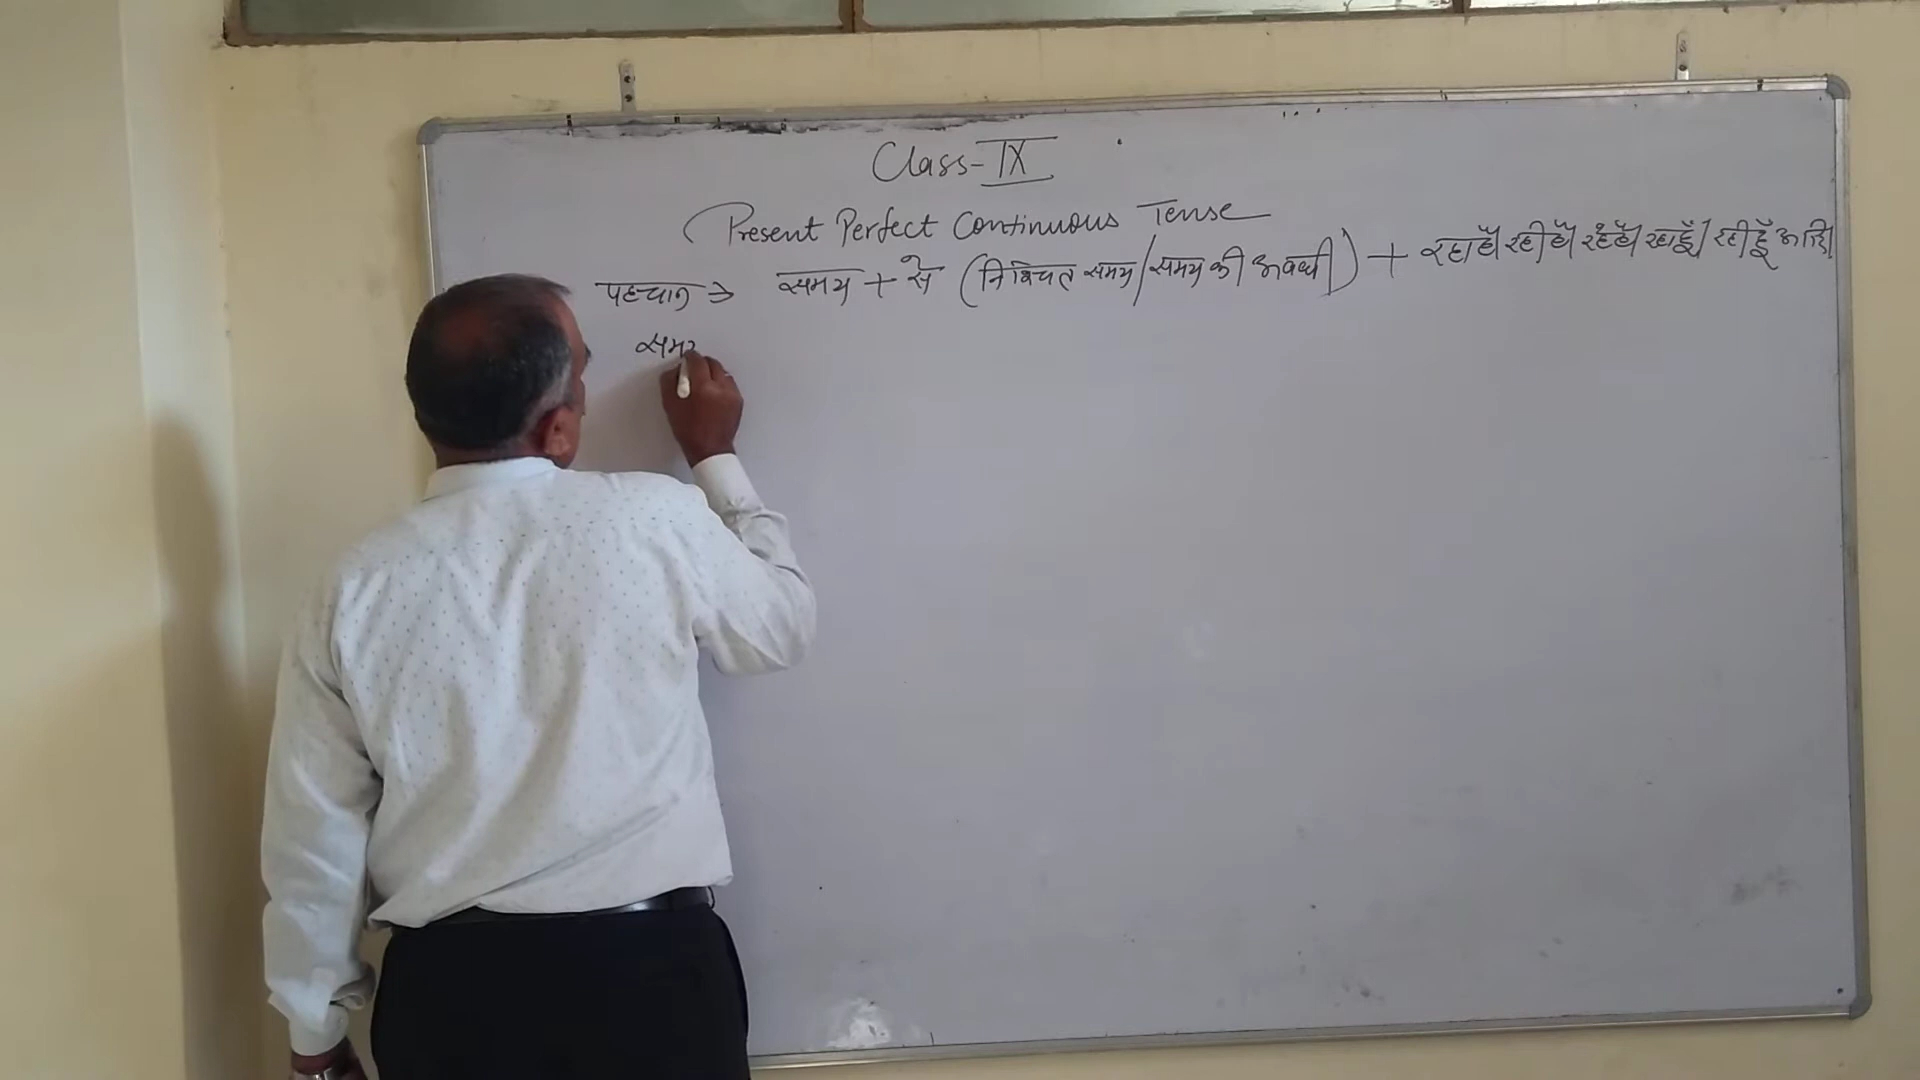 Class-IX
Present Perfect Continuous Tense
पहचान ⇒ समय + से (निश्चित समय/समय की अवधी) + रहा है/ रही है/ रहे हैं/ रहा हूँ/ रही हूँ आदि।
समय